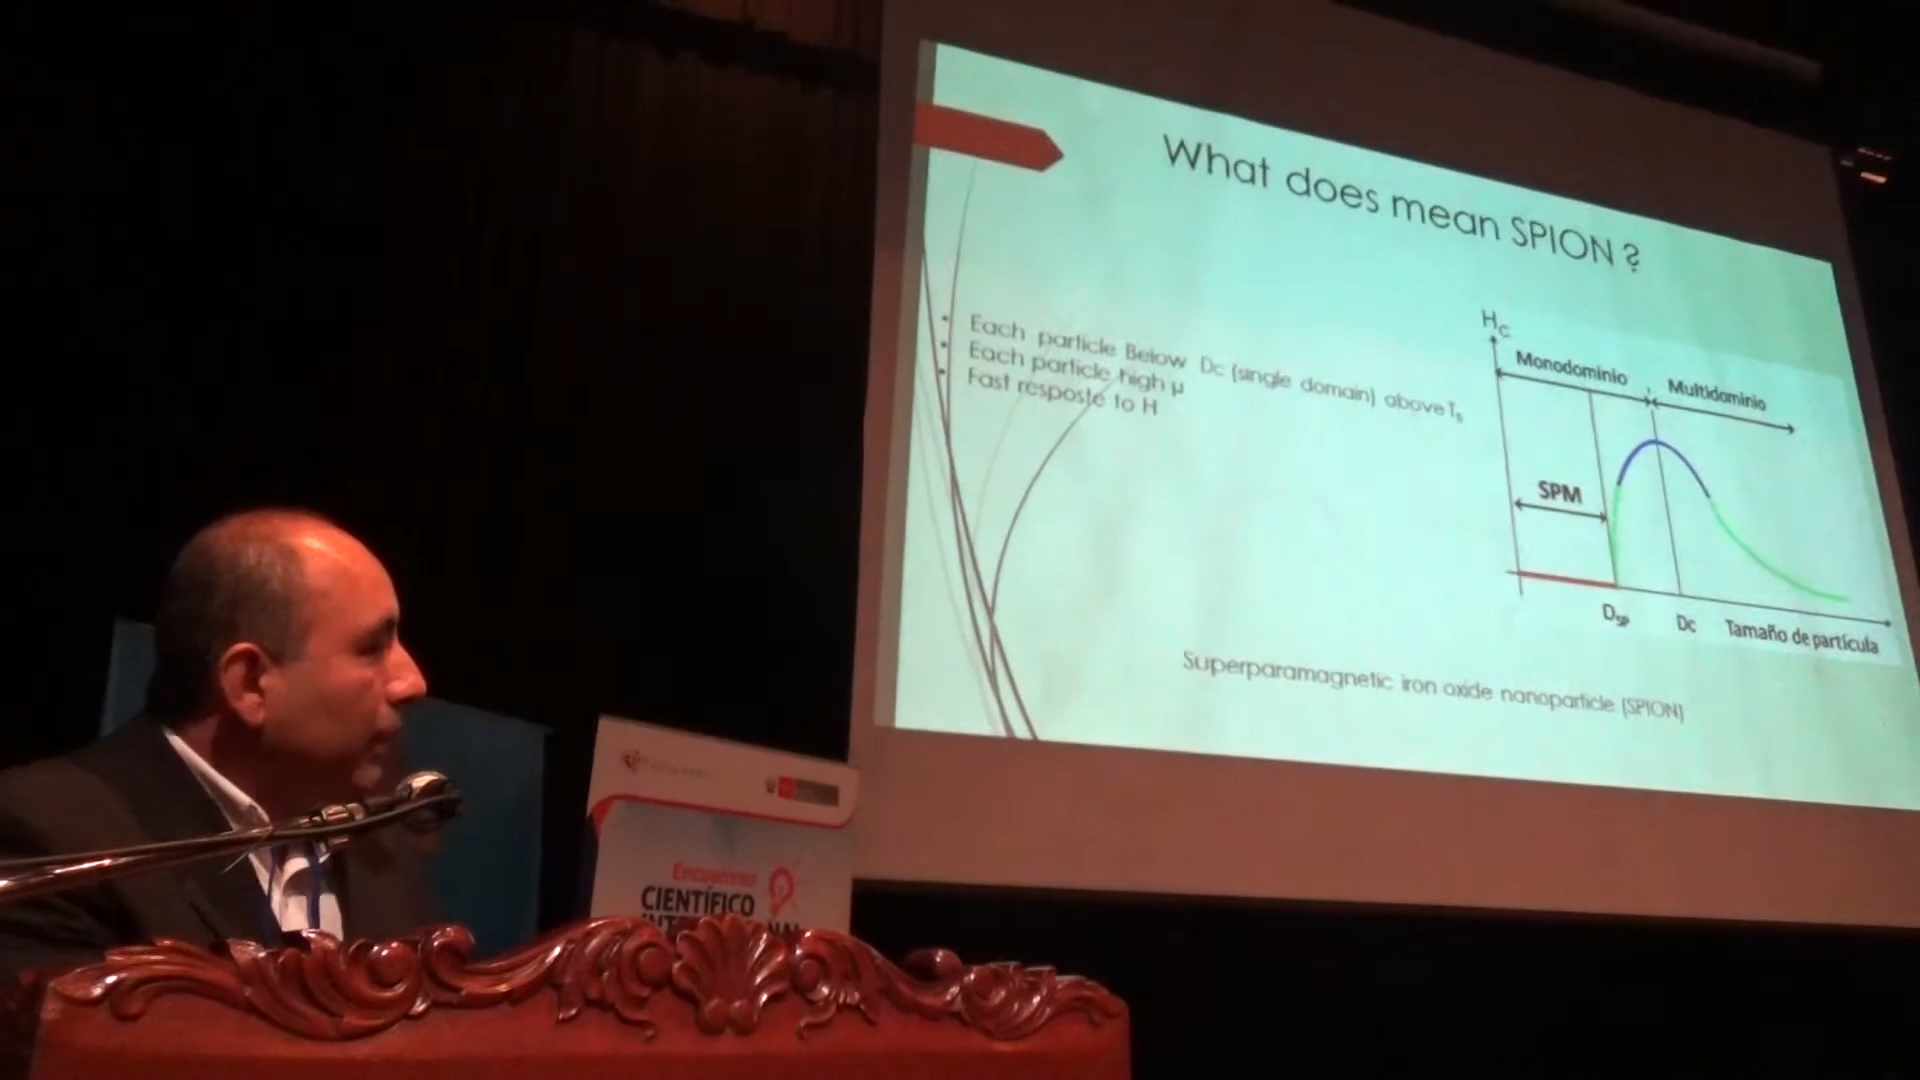 What does mean SPION ?
• Each particle Below Dc (single domain) above
• Each particle high μ
• Fast resposte to H
Hc
Monodominio
Multidominio
SPM
DSP
Dc
Tamaño de partícula
Superparamagnetic iron oxide nanoparticle (SPION)
Encuentro
CIENTÍFICO